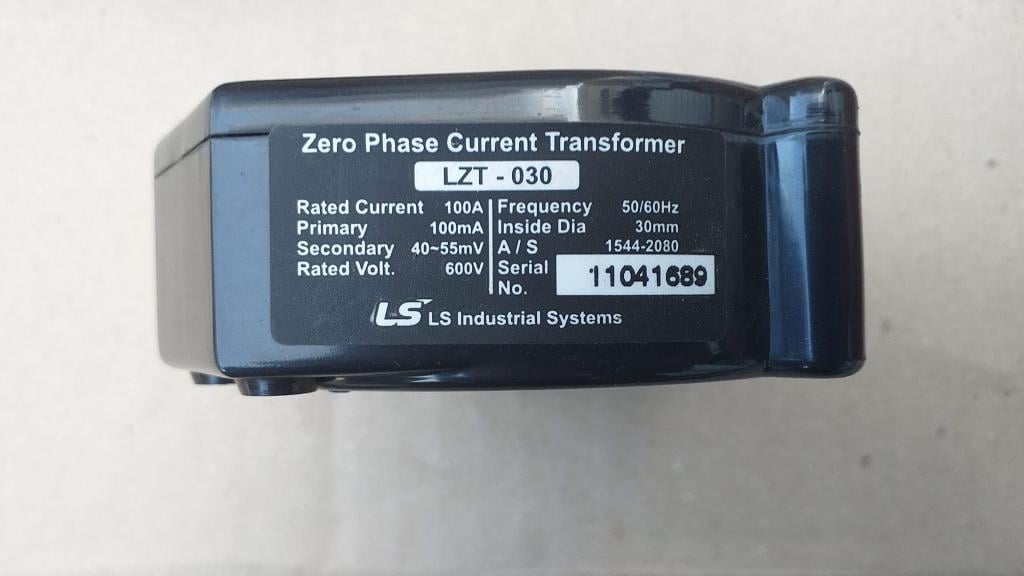 Zero Phase Current Transformer
LZT - 030
Rated Current 100A
Primary 100mA
Secondary 40~55mV
Rated Volt. 600V
Frequency 50/60Hz
Inside Dia 30mm
A / S 1544-2080
Serial No. 11041689
LS LS Industrial Systems